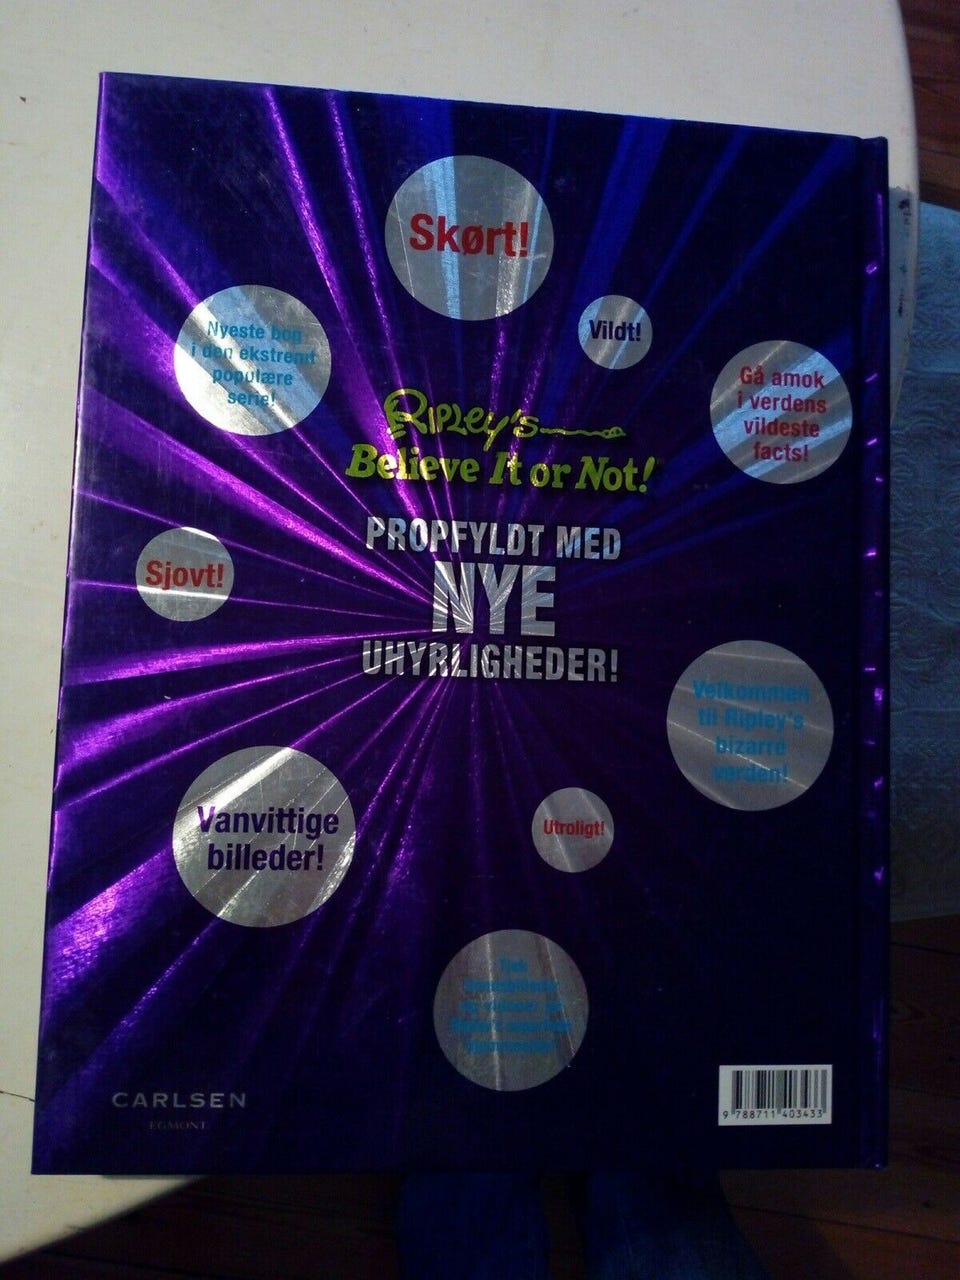 Skørt!
Nyeste bog
i den ekstremt
populære
serie!
Vildt!
Gå amok
i verdens
vildeste
facts!
Ripley's
Believe It or Not!
PROPFYLDT MED
NYE
UHYRLIGHEDER!
Sjovt!
Velkommen
til Ripley's
bizarre
verden!
Vanvittige
billeder!
Utroligt!
Tjek
CARLSEN
EGMONT
9 788711 403433